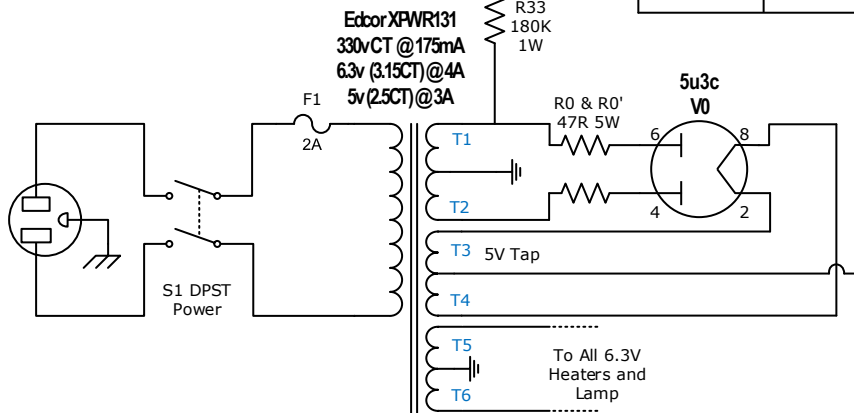 Edcor XPWR131
330vCT @ 175mA
6.3v (3.15CT) @ 4A
5v (2.5CT) @ 3A
R33
180K
1W
F1
2A
R0 & R0'
47R 5W
5u3c
V0
6
8
4
2
T1
T2
T3
5V Tap
T4
T5
T6
S1 DPST
Power
To All 6.3V
Heaters and
Lamp